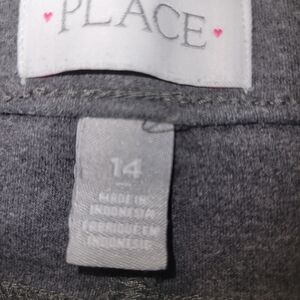 PLACE
14
MADE IN
INDONESIA
FABRIQUÉ EN
INDONÉSIE